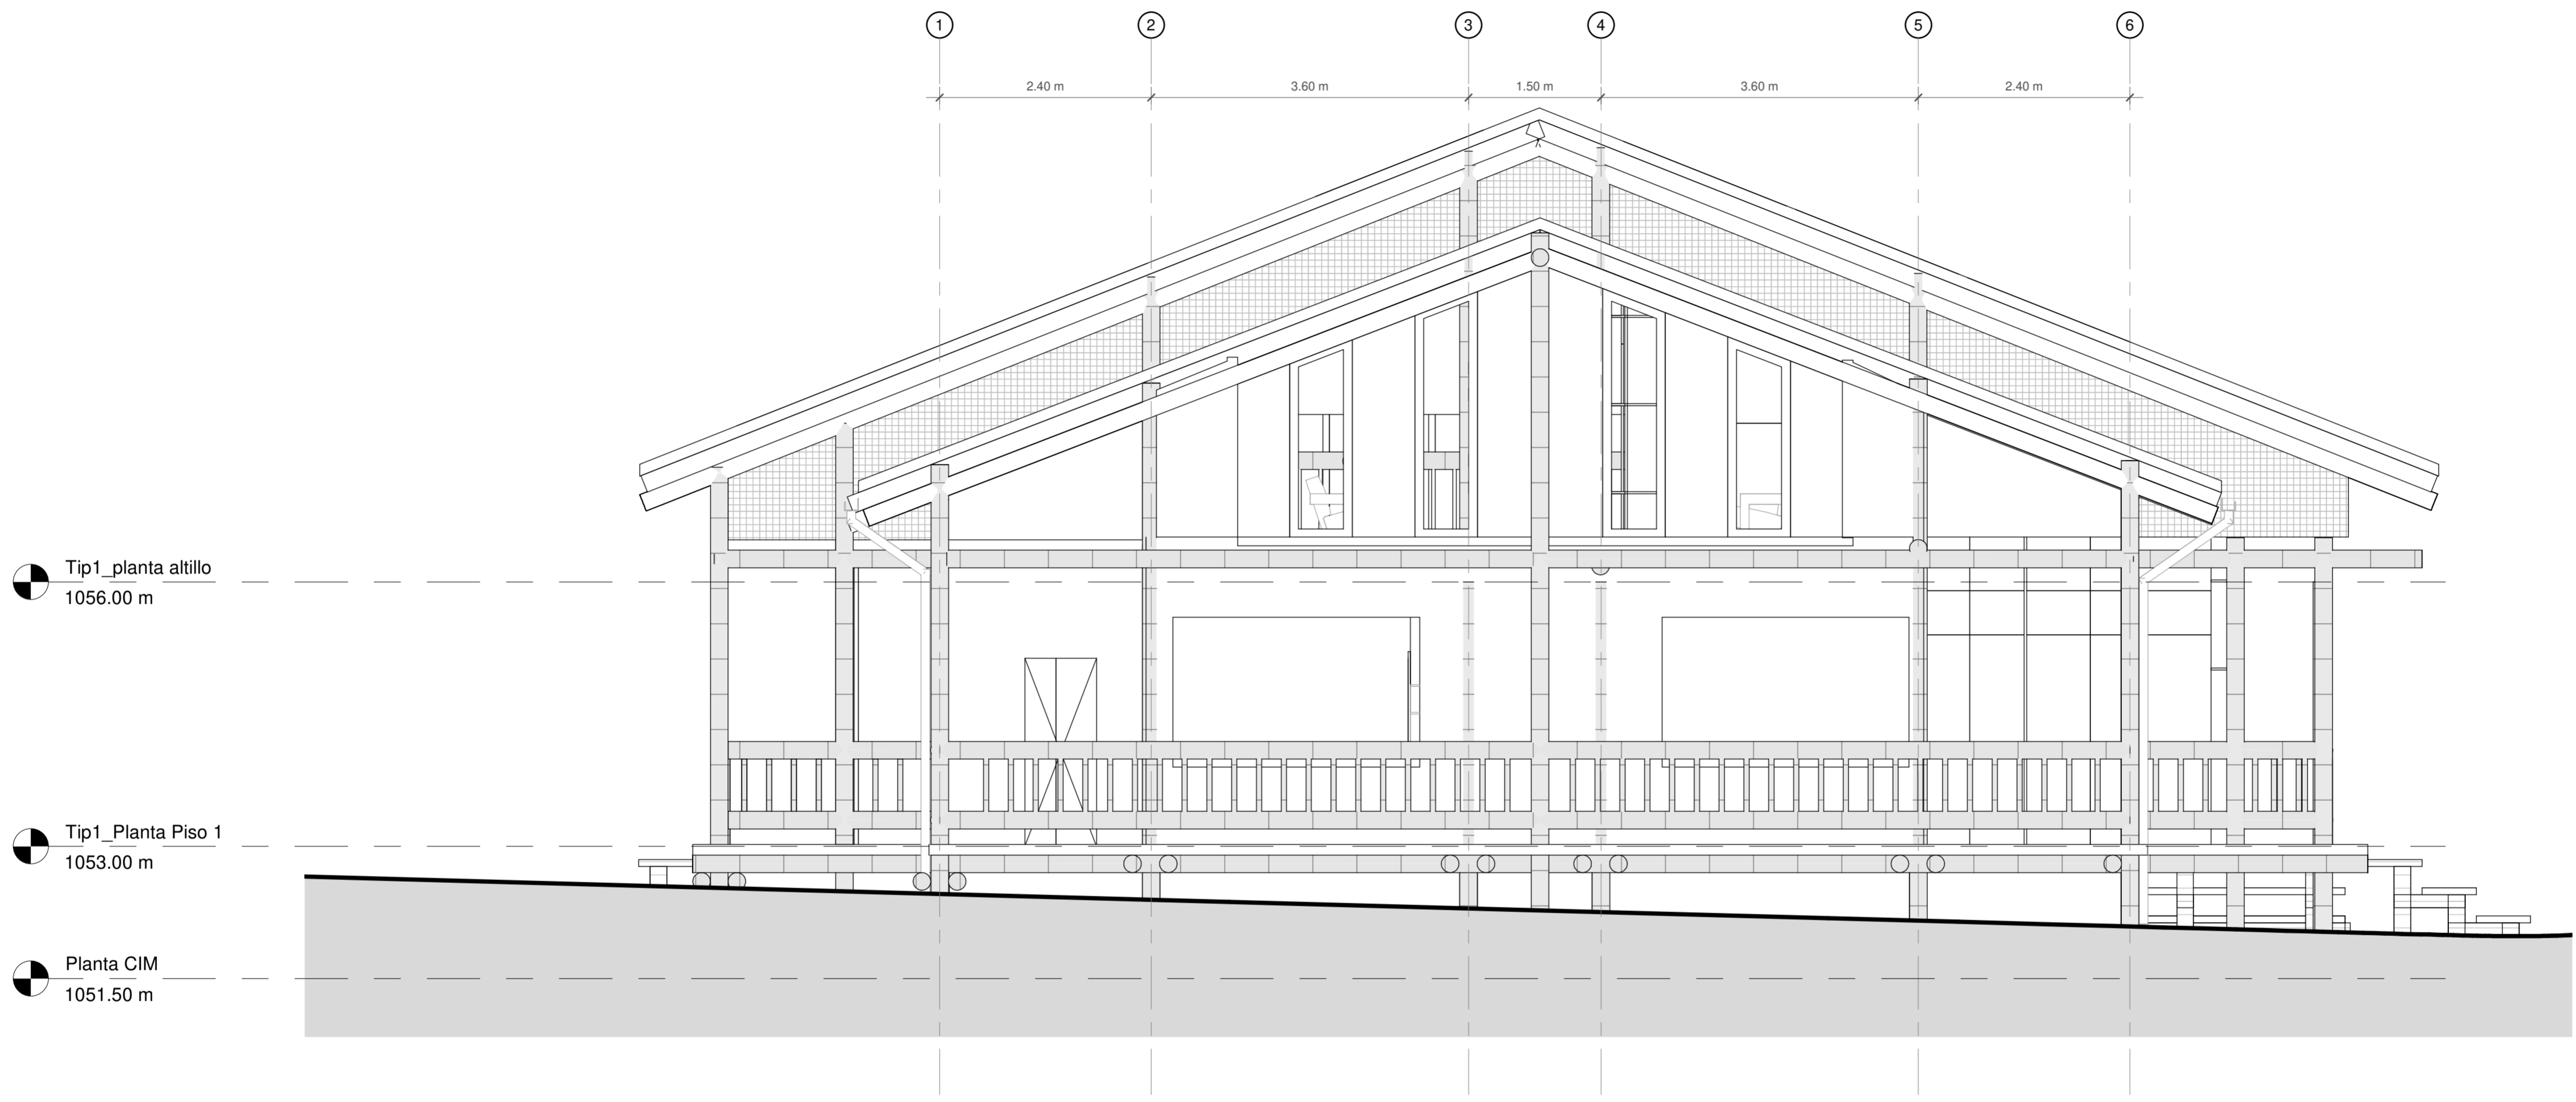 1 2 3 4 5 6
2.40 m 3.60 m 1.50 m 3.60 m 2.40 m
Tip1_planta altillo
1056.00 m
Tip1_Planta Piso 1
1053.00 m
Planta CIM
1051.50 m